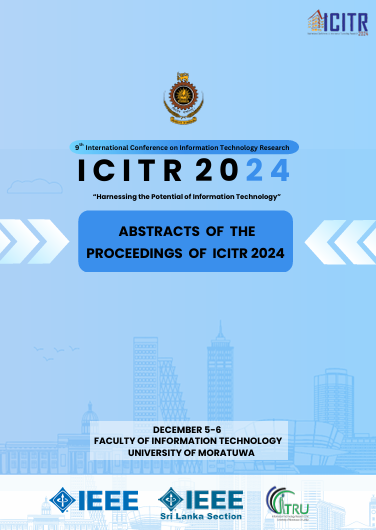 ICITR
2024
9th International Conference on Information Technology Research
ICITR 2024
"Harnessing the Potential of Information Technology"
ABSTRACTS OF THE
PROCEEDINGS OF ICITR 2024
DECEMBER 5-6
FACULTY OF INFORMATION TECHNOLOGY
UNIVERSITY OF MORATUWA
IEEE
IEEE
Sri Lanka Section
ITRU